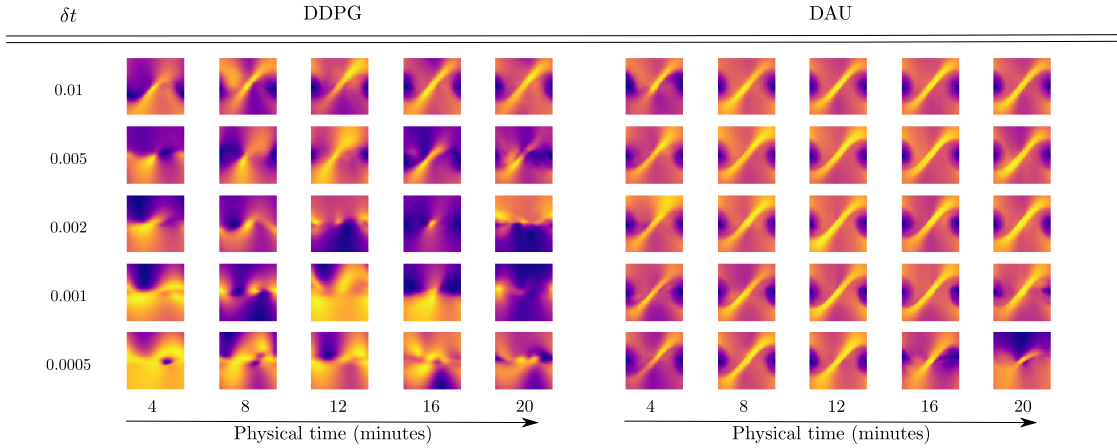 δt DDPG DAU
0.01
0.005
0.002
0.001
0.0005
4 8 12 16 20 4 8 12 16 20
Physical time (minutes) Physical time (minutes)